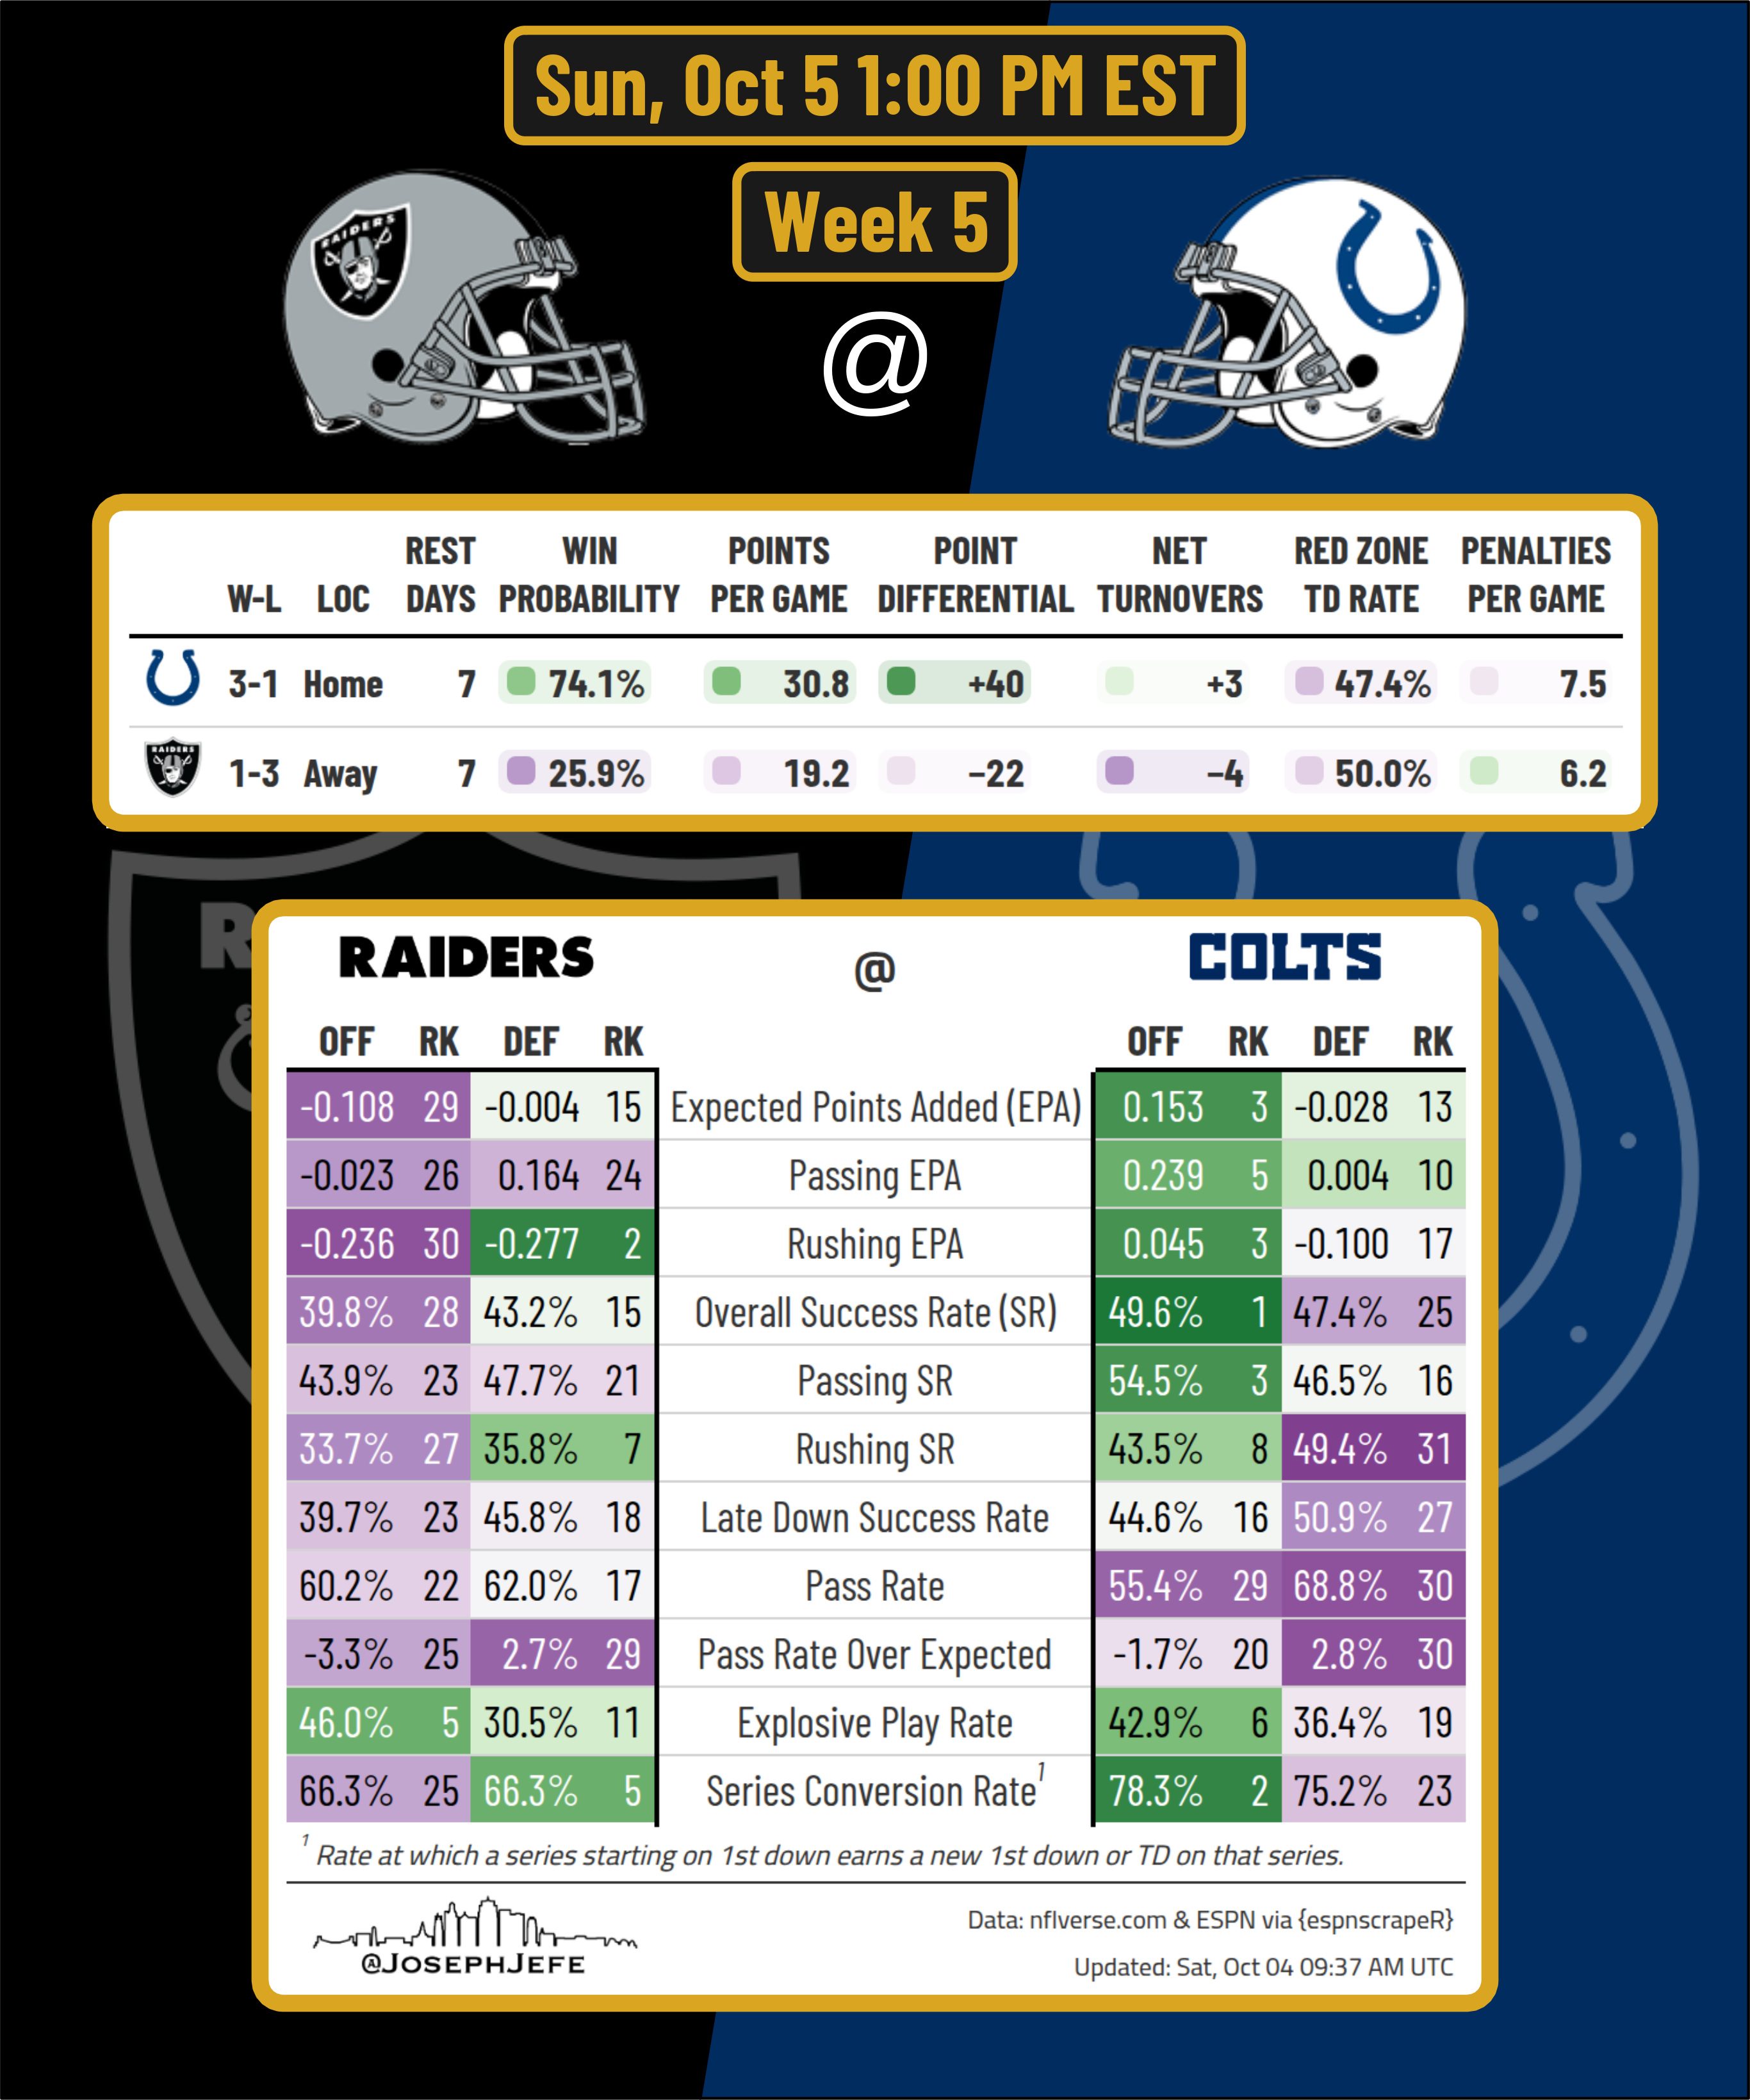 Sun, Oct 5 1:00 PM EST
Week 5
RAIDERS
@
REST WIN POINTS POINT NET RED ZONE PENALTIES
W-L LOC DAYS PROBABILITY PER GAME DIFFERENTIAL TURNOVERS TD RATE PER GAME
3-1 Home 7 74.1% 30.8 +40 +3 47.4% 7.5
RAIDERS
1-3 Away 7 25.9% 19.2 −22 −4 50.0% 6.2
R
RAIDERS @ COLTS
OFF RK DEF RK OFF RK DEF RK
-0.108 29 -0.004 15 Expected Points Added (EPA) 0.153 3 -0.028 13
-0.023 26 0.164 24 Passing EPA 0.239 5 0.004 10
-0.236 30 -0.277 2 Rushing EPA 0.045 3 -0.100 17
39.8% 28 43.2% 15 Overall Success Rate (SR) 49.6% 1 47.4% 25
43.9% 23 47.7% 21 Passing SR 54.5% 3 46.5% 16
33.7% 27 35.8% 7 Rushing SR 43.5% 8 49.4% 31
39.7% 23 45.8% 18 Late Down Success Rate 44.6% 16 50.9% 27
60.2% 22 62.0% 17 Pass Rate 55.4% 29 68.8% 30
-3.3% 25 2.7% 29 Pass Rate Over Expected -1.7% 20 2.8% 30
46.0% 5 30.5% 11 Explosive Play Rate 42.9% 6 36.4% 19
66.3% 25 66.3% 5 Series Conversion Rate¹ 78.3% 2 75.2% 23
¹ Rate at which a series starting on 1st down earns a new 1st down or TD on that series.
Data: nflverse.com & ESPN via {espnscrapeR}
@JOSEPHJEFE
Updated: Sat, Oct 04 09:37 AM UTC